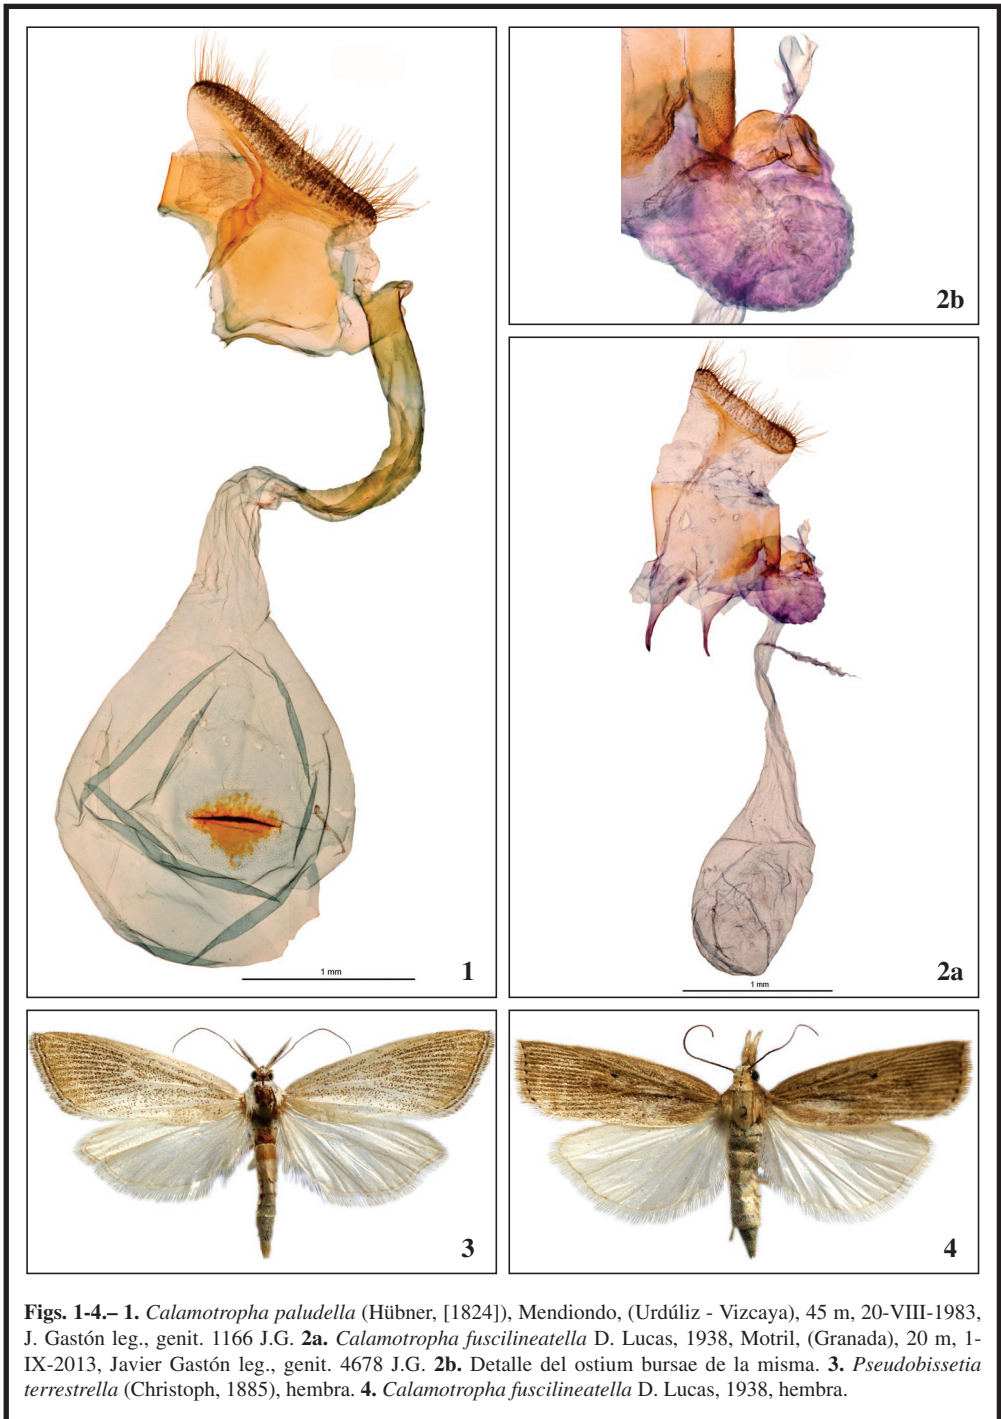 2b
1
1 mm
2a
1 mm
3
4
Figs. 1-4.– 1. Calamotropha paludella (Hübner, [1824]), Mendiondo, (Urdúliz - Vizcaya), 45 m, 20-VIII-1983,
J. Gastón leg., genit. 1166 J.G. 2a. Calamotropha fuscilineatella D. Lucas, 1938, Motril, (Granada), 20 m, 1-
IX-2013, Javier Gastón leg., genit. 4678 J.G. 2b. Detalle del ostium bursae de la misma. 3. Pseudobissetia
terrestrella (Christoph, 1885), hembra. 4. Calamotropha fuscilineatella D. Lucas, 1938, hembra.